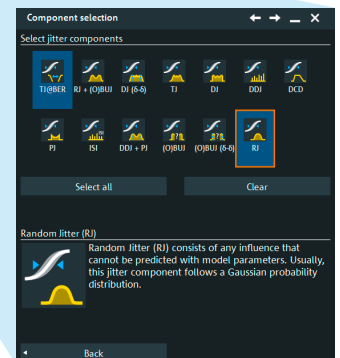 Component selection
Select jitter components
TJ@BER RJ + (O)BUJ DJ (δ-δ) TJ DJ DDJ DCD
PJ ISI DDJ + PJ (O)BUJ (O)BUJ (δ-δ) RJ
Select all Clear
Random Jitter (RJ)
Random Jitter (RJ) consists of any influence that
cannot be predicted with model parameters. Usually,
this jitter component follows a Gaussian probability
distribution.
Back